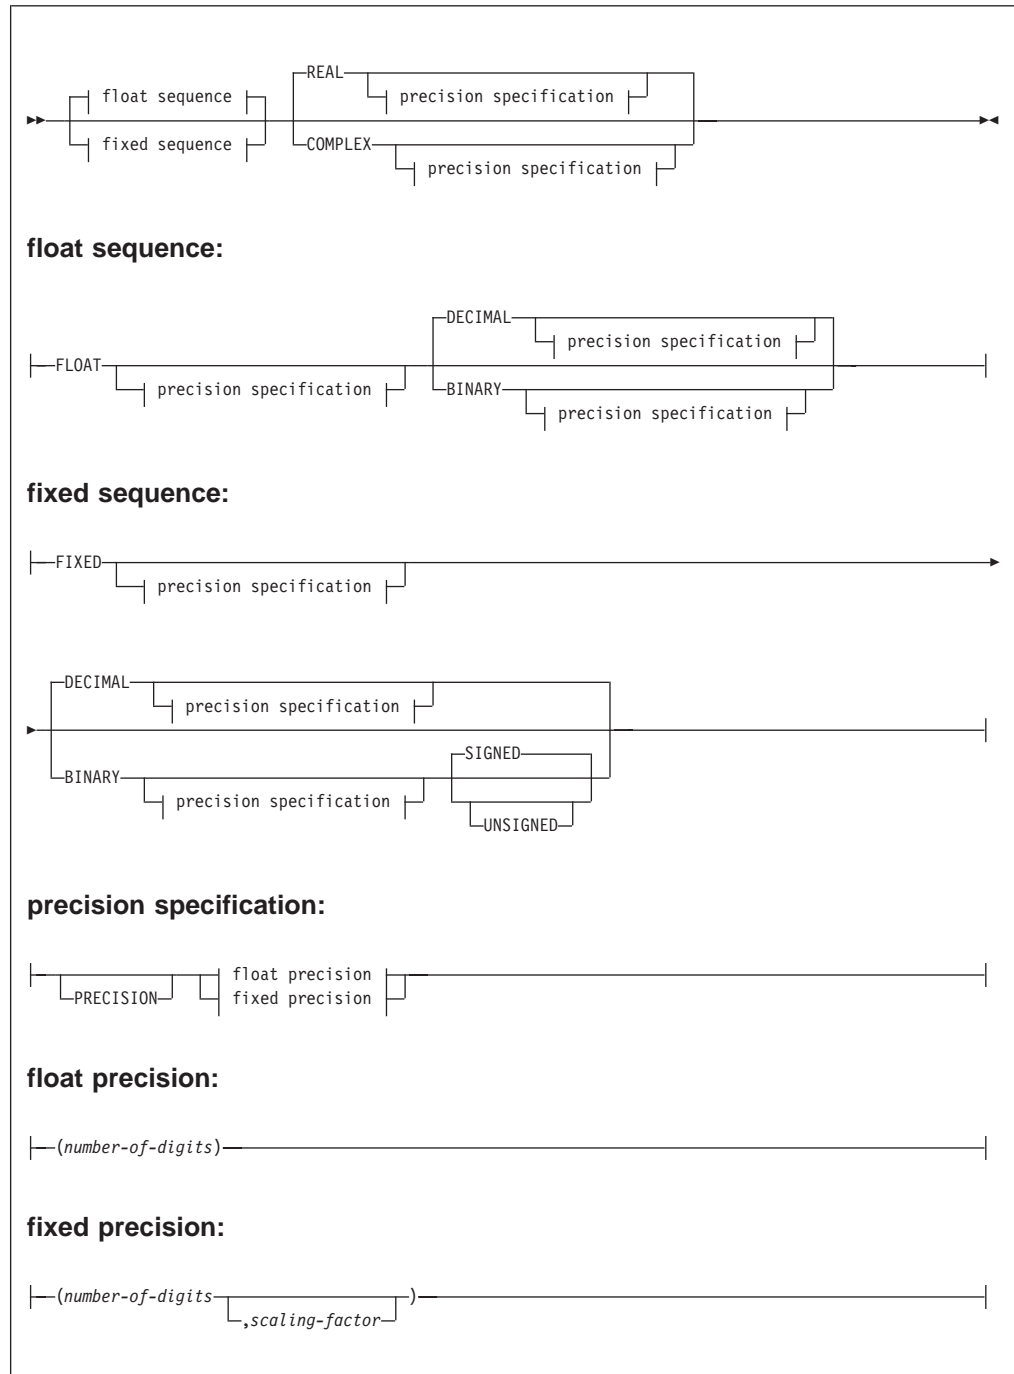 REAL
precision specification
float sequence
fixed sequence
COMPLEX
precision specification
float sequence:
DECIMAL
precision specification
FLOAT
precision specification
BINARY
precision specification
fixed sequence:
FIXED
precision specification
DECIMAL
precision specification
SIGNED
BINARY
precision specification
UNSIGNED
precision specification:
float precision
PRECISION
fixed precision
float precision:
(number-of-digits)
fixed precision:
(number-of-digits )
,scaling-factor